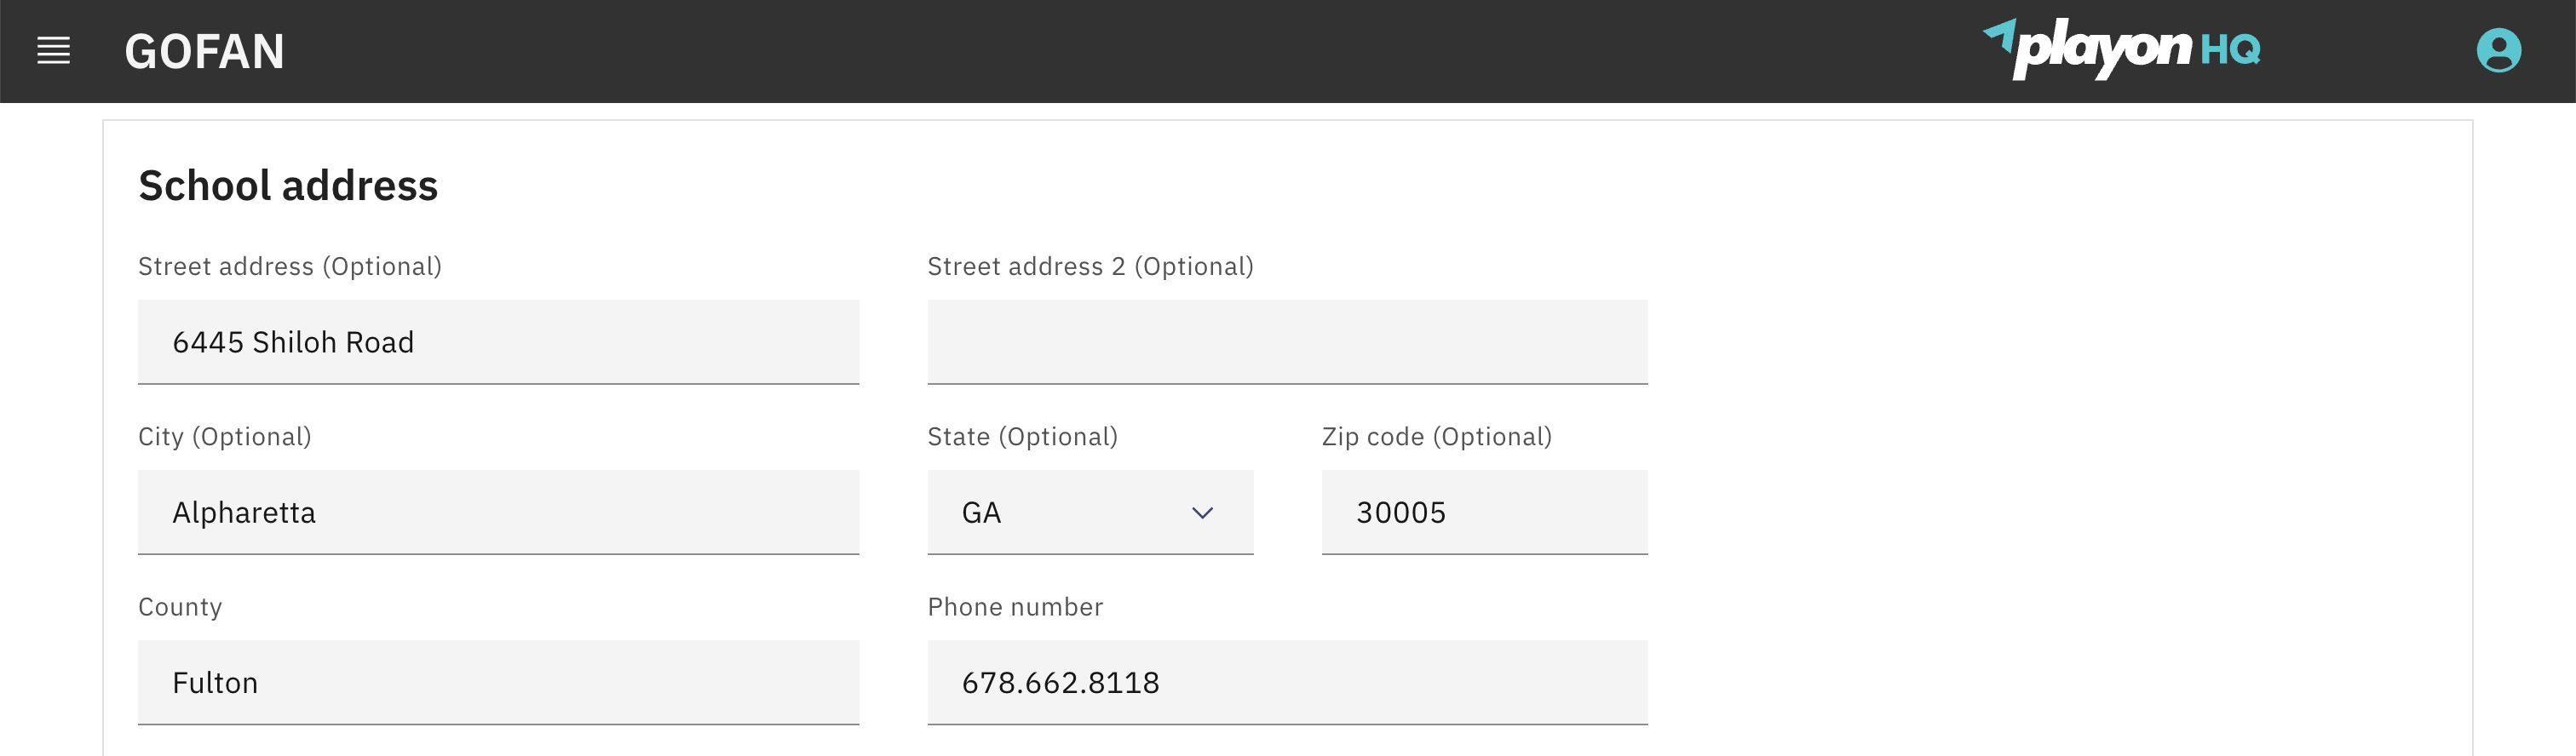 GOFAN
playon HQ
School address
Street address (Optional)
Street address 2 (Optional)
6445 Shiloh Road
City (Optional)
State (Optional)
Zip code (Optional)
Alpharetta
GA
30005
County
Phone number
Fulton
678.662.8118